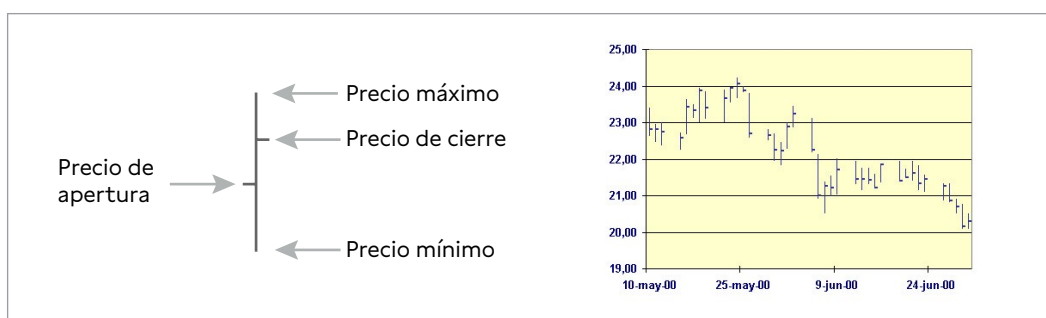 Precio máximo
Precio de cierre
Precio de
apertura
Precio mínimo
25,00
24,00
23,00
22,00
21,00
20,00
19,00
10-may-00 25-may-00 9-jun-00 24-jun-00